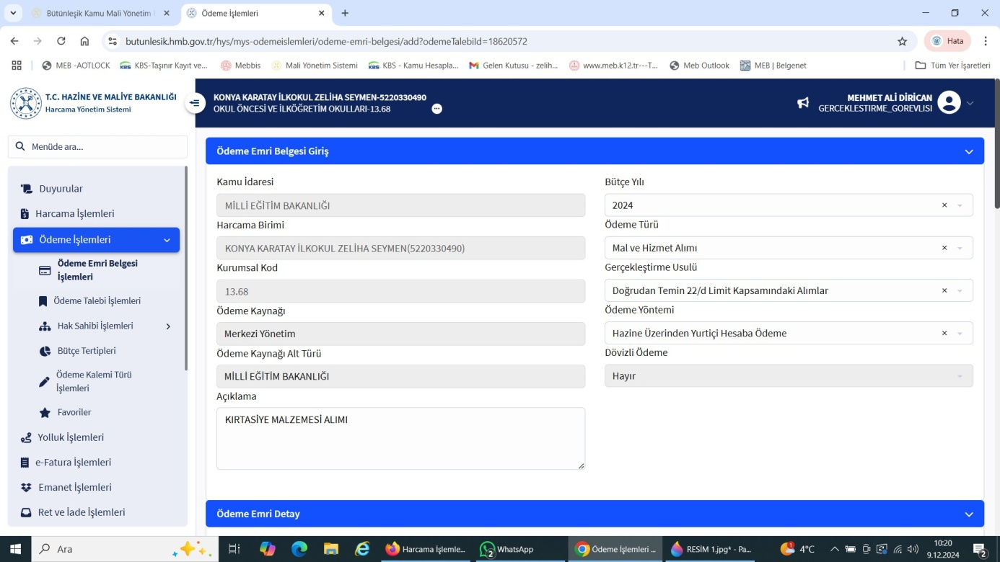 Bütünleşik Kamu Mali Yönetim
Ödeme İşlemleri
butunlesik.hmb.gov.tr/hys/mys-odemeislemleri/odeme-emri-belgesi/add?odemeTalebiId=18620572
Hata
MEB -AOTLOCK
KBS-Taşınır Kayıt ve...
Mebbis
Mali Yönetim Sistemi
KBS - Kamu Hesapla...
Gelen Kutusu - zelih...
www.meb.k12.tr---T...
Meb Outlook
MEB | Belgenet
Tüm Yer İşaretleri
T.C. HAZİNE VE MALİYE BAKANLIĞI
Harcama Yönetim Sistemi
KONYA KARATAY İLKOKUL ZELİHA SEYMEN-5220330490
OKUL ÖNCESİ VE İLKÖĞRETİM OKULLARI-13.68
MEHMET ALİ DİRİCAN
GERCEKLESTIRME_GOREVLISI
Menüde ara...
Duyurular
Harcama İşlemleri
Ödeme İşlemleri
Ödeme Emri Belgesi
İşlemleri
Ödeme Talebi İşlemleri
Hak Sahibi İşlemleri
Bütçe Tertipleri
Ödeme Kalemi Türü
İşlemleri
Favoriler
Yolluk İşlemleri
e-Fatura İşlemleri
Emanet İşlemleri
Ret ve İade İşlemleri
Ödeme Emri Belgesi Giriş
Kamu İdaresi
MİLLİ EĞİTİM BAKANLIĞI
Harcama Birimi
KONYA KARATAY İLKOKUL ZELİHA SEYMEN(5220330490)
Kurumsal Kod
13.68
Ödeme Kaynağı
Merkezi Yönetim
Ödeme Kaynağı Alt Türü
MİLLİ EĞİTİM BAKANLIĞI
Açıklama
KIRTASİYE MALZEMESİ ALIMI
Bütçe Yılı
2024
Ödeme Türü
Mal ve Hizmet Alımı
Gerçekleştirme Usulü
Doğrudan Temin 22/d Limit Kapsamındaki Alımlar
Ödeme Yöntemi
Hazine Üzerinden Yurtiçi Hesaba Ödeme
Dövizli Ödeme
Hayır
Ödeme Emri Detay
Ara
Harcama İşlemle...
2
WhatsApp
Ödeme İşlemleri ...
RESİM 1.jpg* - Pa...
1
4°C
10:20
9.12.2024
2